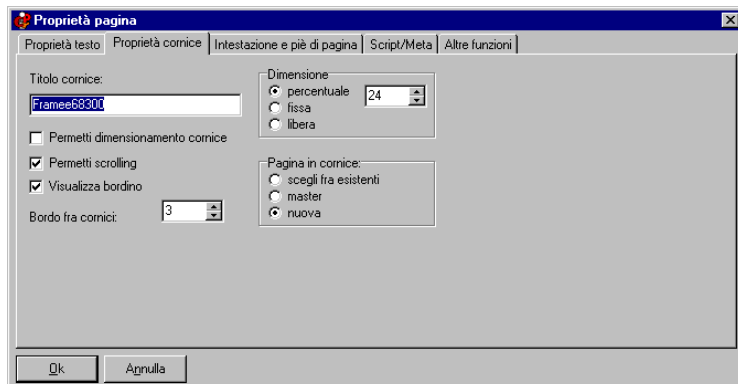 Proprietà pagina
Proprietà testo
Proprietà cornice
Intestazione e piè di pagina
Script/Meta
Altre funzioni
Titolo cornice:
Framee68300
Permetti dimensionamento cornice
Permetti scrolling
Visualizza bordino
Bordo fra cornici:
3
Dimensione
percentuale
24
fissa
libera
Pagina in cornice:
scegli fra esistenti
master
nuova
Ok
Annulla